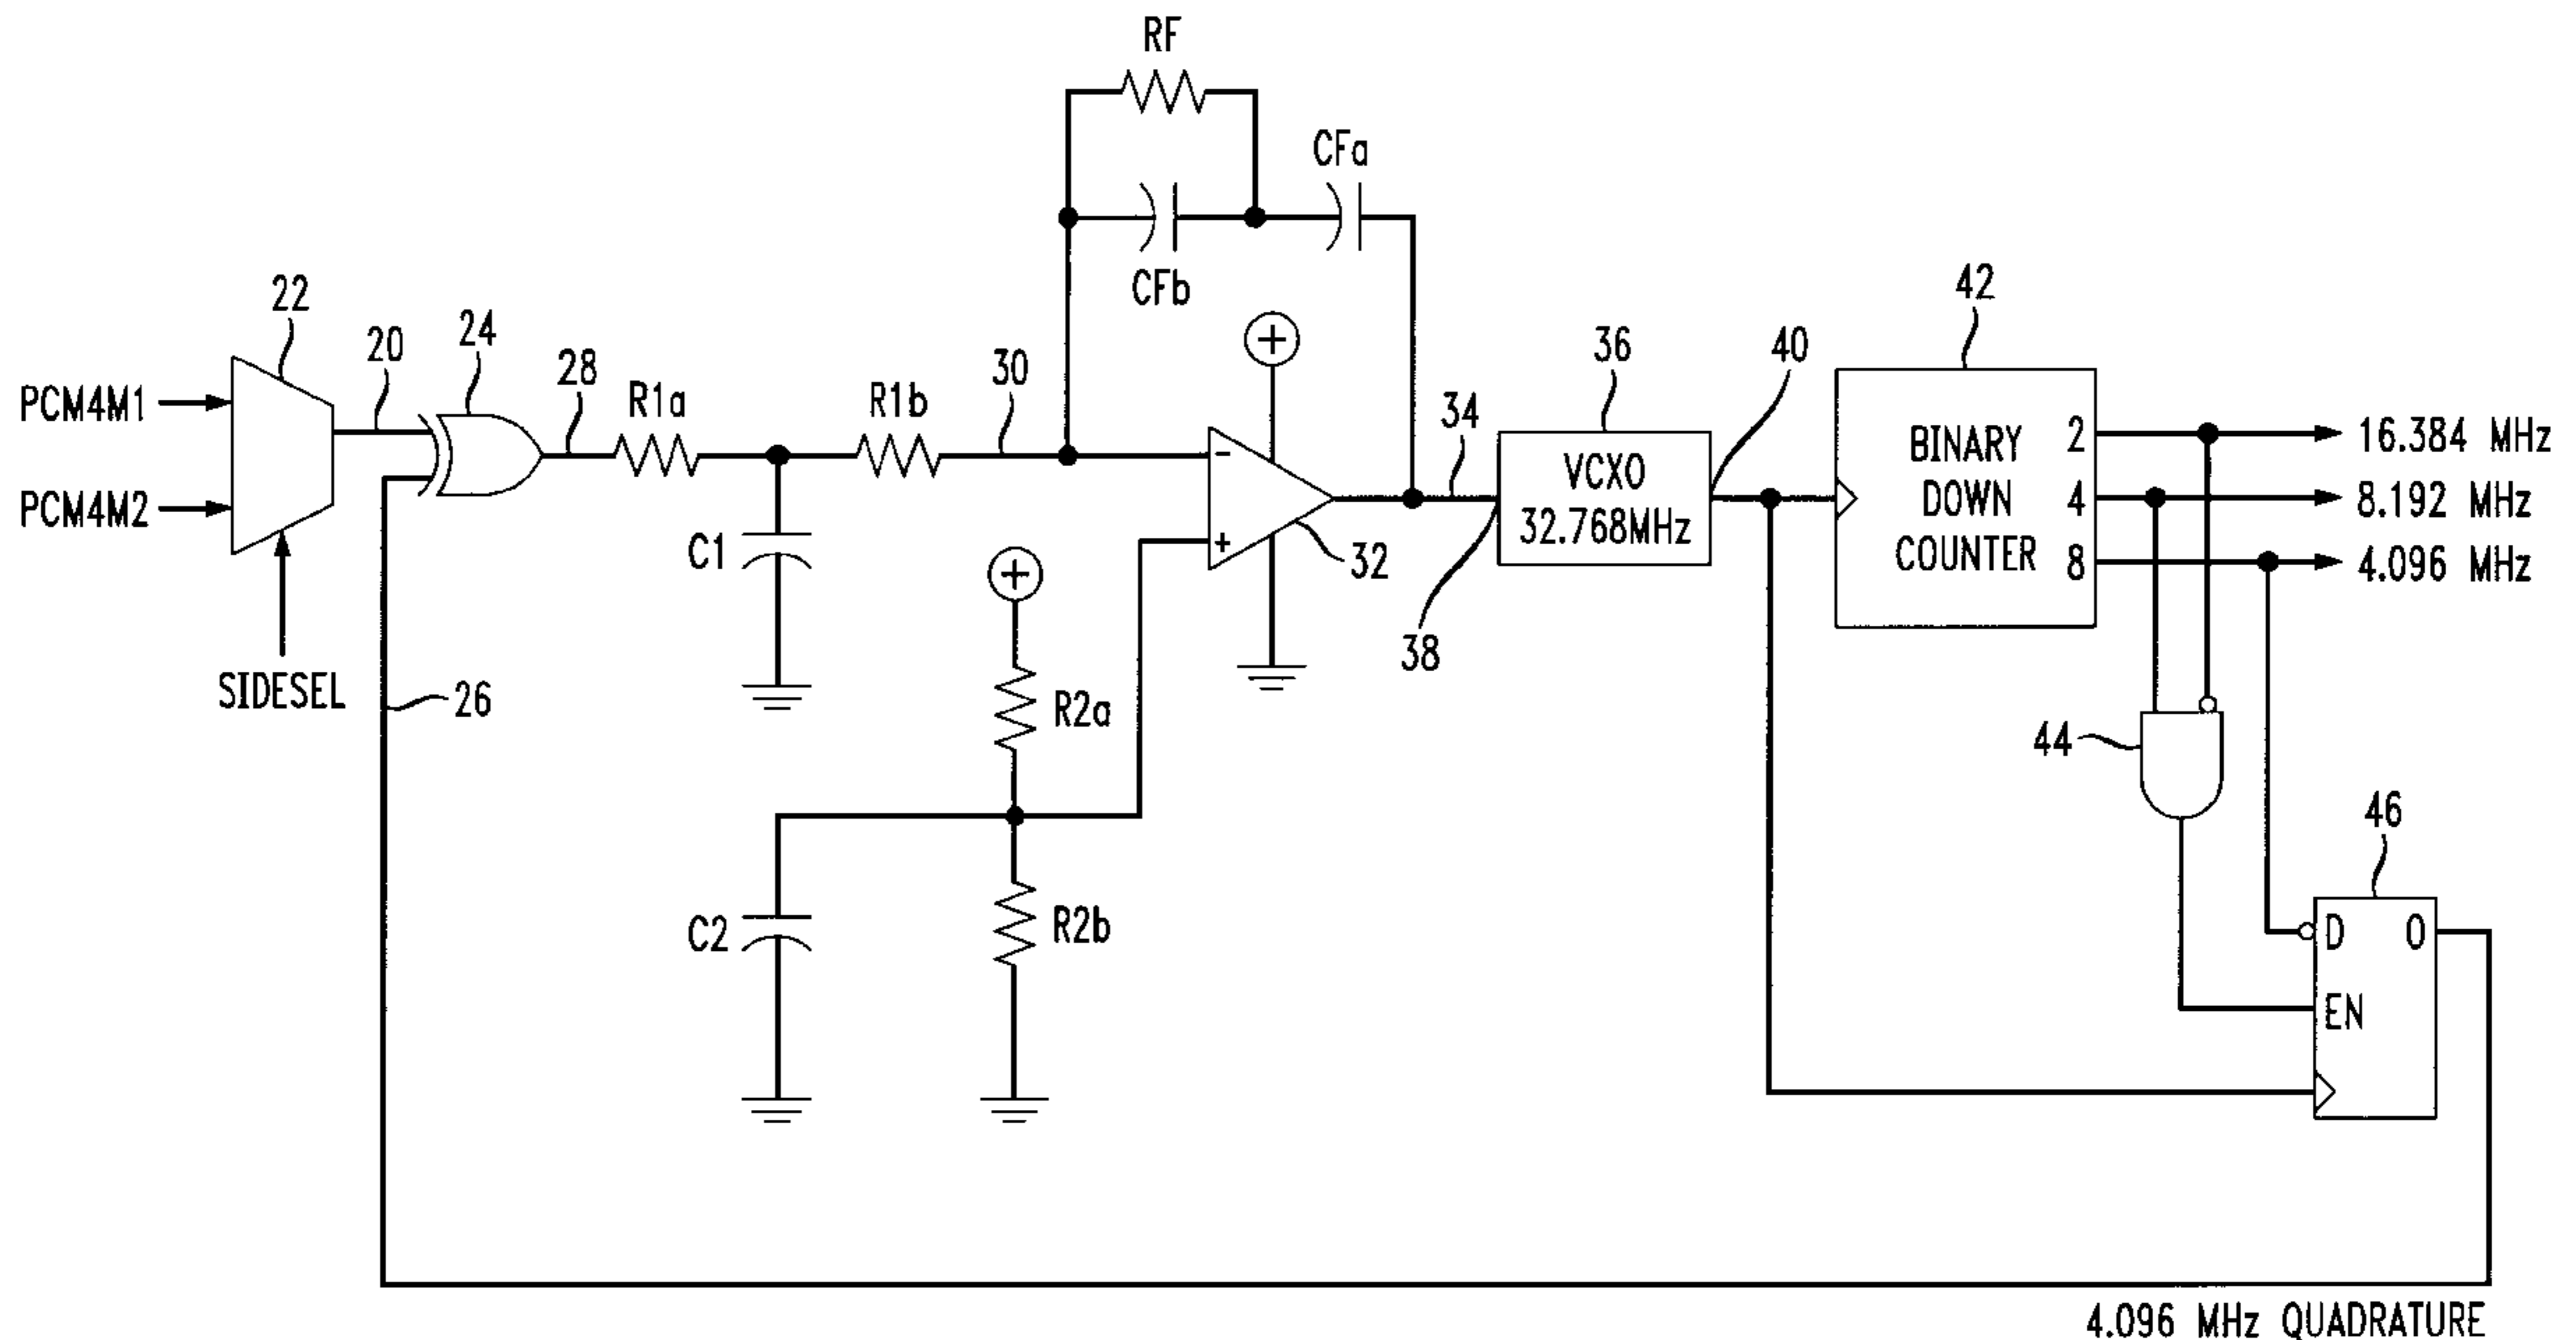 RF
CFa
CFb
22
20
24
28
R1a
R1b
30
PCM4M1
PCM4M2
SIDESEL
26
C1
-
+
+
+
32
34
36
VCXO
32.768MHz
38
40
42
BINARY
DOWN
COUNTER
2
4
8
16.384 MHz
8.192 MHz
4.096 MHz
R2a
R2b
C2
44
46
D
O
EN
4.096 MHz QUADRATURE